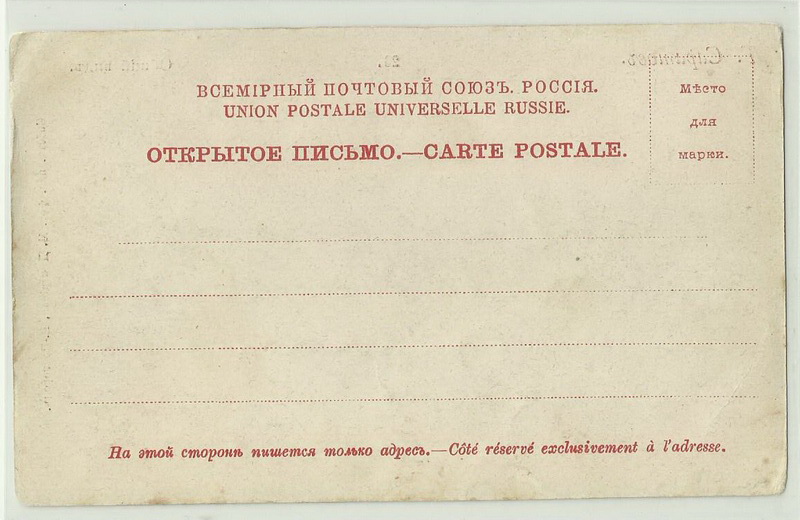 ВСЕМІРНЫЙ ПОЧТОВЫЙ СОЮЗЪ. РОССІЯ.
UNION POSTALE UNIVERSELLE RUSSIE.
ОТКРЫТОЕ ПИСЬМО.—CARTE POSTALE.
Мѣсто
для
марки.
На этой сторонѣ пишется только адресъ.—Côté réservé exclusivement à l'adresse.